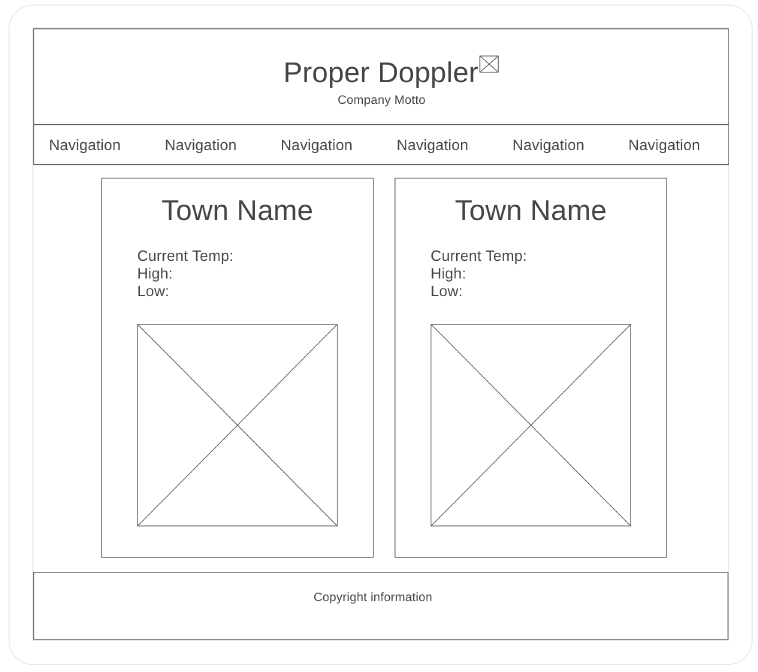 Proper Doppler
Company Motto
Navigation Navigation Navigation Navigation Navigation Navigation
Town Name
Current Temp:
High:
Low:
Town Name
Current Temp:
High:
Low:
Copyright information